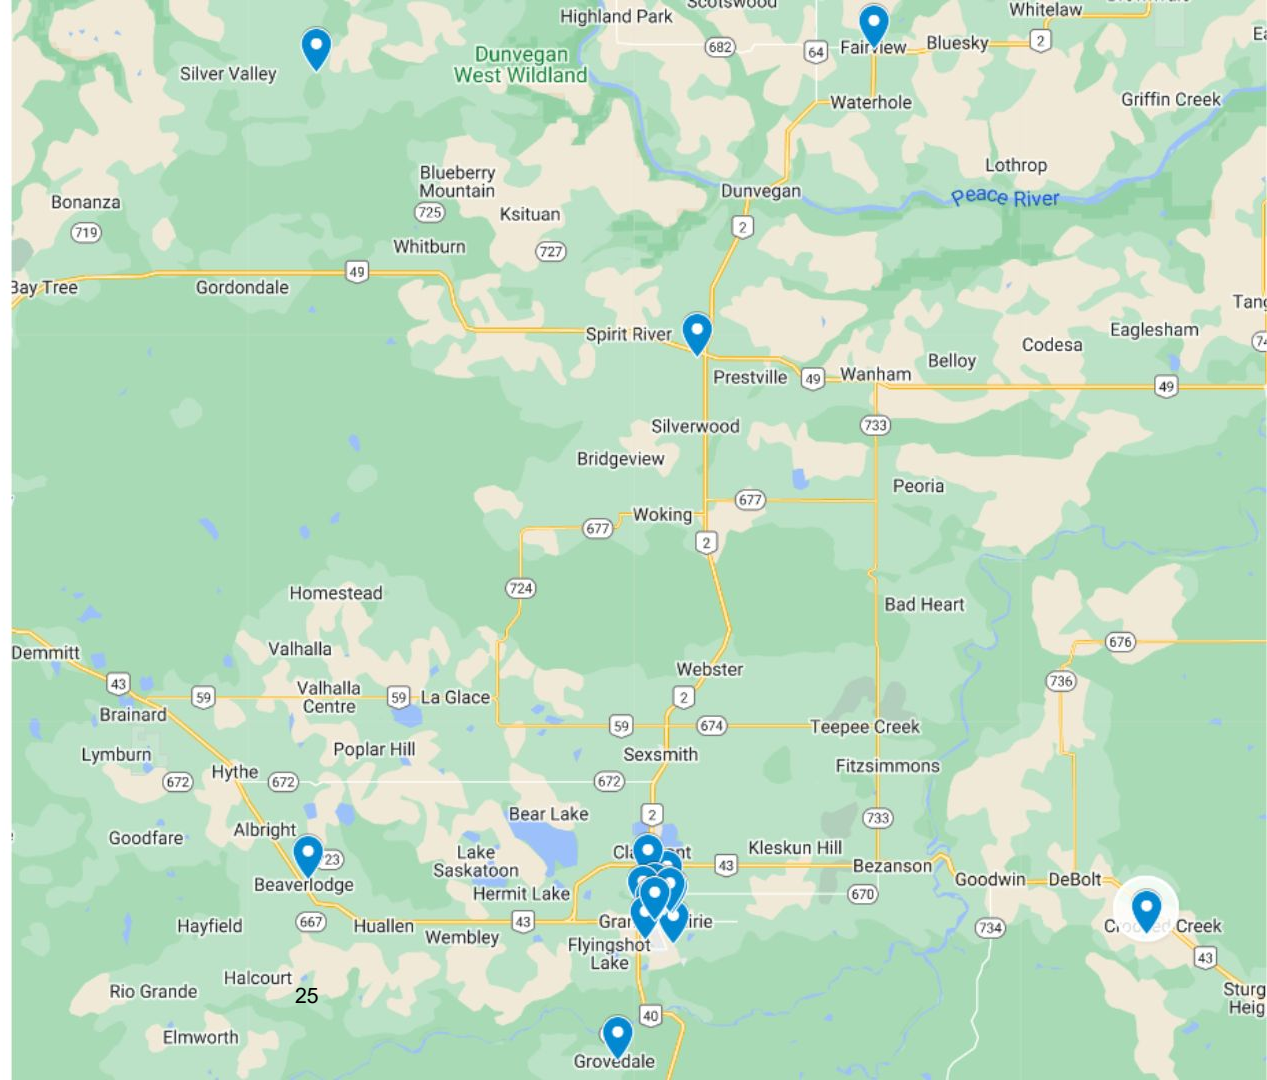 Scotswood
Highland Park
Whitelaw
682
64
Fairview
Bluesky
2
Dunvegan
West Wildland
Silver Valley
Waterhole
Griffin Creek
Lothrop
Blueberry
Mountain
Dunvegan
Peace River
Bonanza
725
Ksituan
719
2
Whitburn
727
49
Bay Tree
Gordondale
Tang
Spirit River
Eaglesham
Codesa
74
Belloy
Prestville
49
Wanham
49
Silverwood
733
Bridgeview
Peoria
677
Woking
677
2
724
Homestead
Bad Heart
676
Demmitt
Valhalla
Webster
43
736
59
Valhalla
Centre
59
La Glace
2
Brainard
59
674
Teepee Creek
Lymburn
Poplar Hill
Sexsmith
Fitzsimmons
Hythe
672
672
672
Bear Lake
2
733
Albright
Goodfare
Kleskun Hill
23
Lake
Saskatoon
43
Bezanson
Beaverlodge
Hermit Lake
670
Goodwin
DeBolt
667
Hayfield
Huallen
43
Wembley
734
Creek
Flyingshot
Lake
43
Halcourt
Rio Grande
25
Sturg
Heig
40
Elmworth
Grovedale